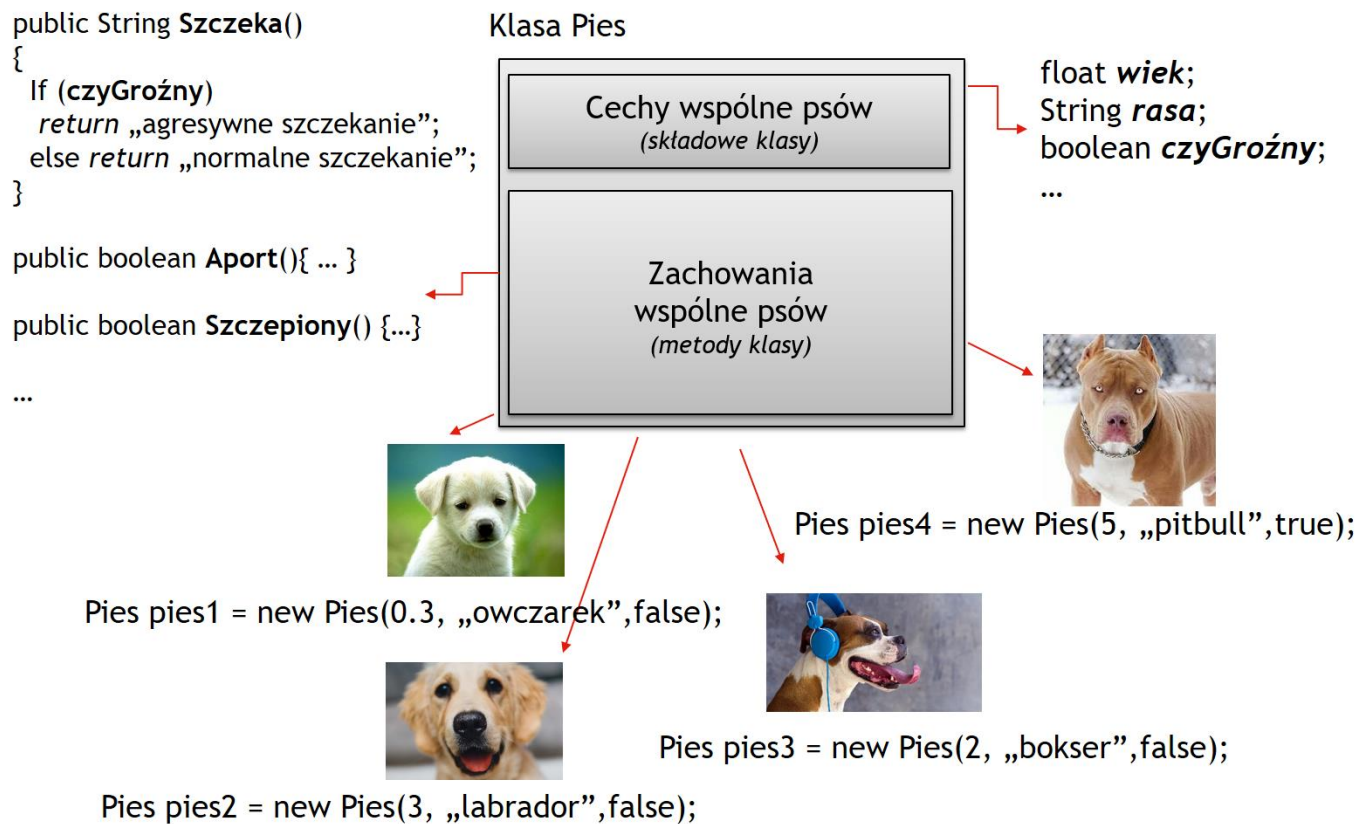 public String Szczeka()
{
If (czyGroźny)
return „agresywne szczekanie”;
else return „normalne szczekanie”;
}
public boolean Aport(){ … }
public boolean Szczepiony() {…}
…
Klasa Pies
Cechy wspólne psów
(składowe klasy)
Zachowania
wspólne psów
(metody klasy)
float wiek;
String rasa;
boolean czyGroźny;
…
Pies pies4 = new Pies(5, „pitbull”,true);
Pies pies1 = new Pies(0.3, „owczarek”,false);
Pies pies3 = new Pies(2, „bokser”,false);
Pies pies2 = new Pies(3, „labrador”,false);